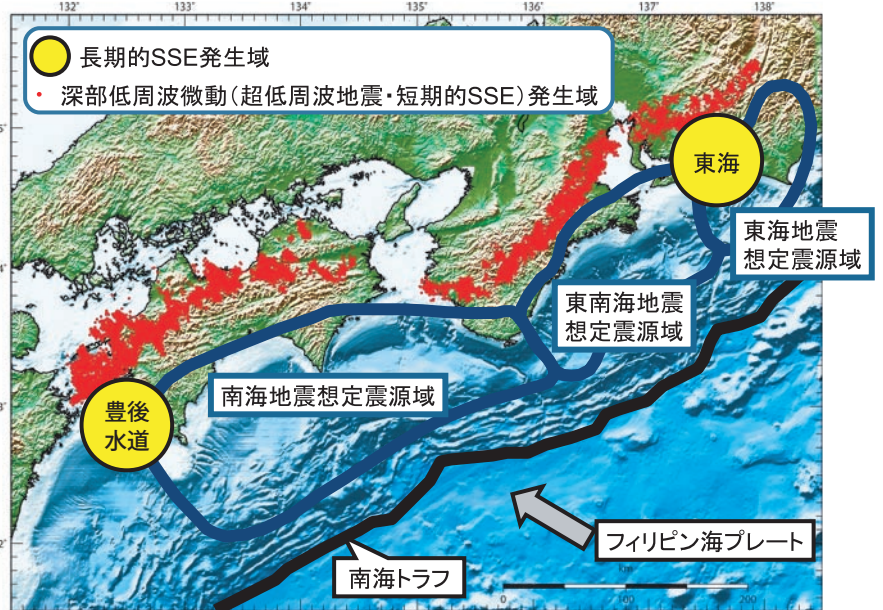 132°
133°
134°
135°
136°
137°
138°
長期的SSE発生域
深部低周波微動(超低周波地震・短期的SSE)発生域
東海
東海地震
想定震源域
東南海地震
想定震源域
南海地震想定震源域
豊後
水道
フィリピン海プレート
南海トラフ
km
0
100
200